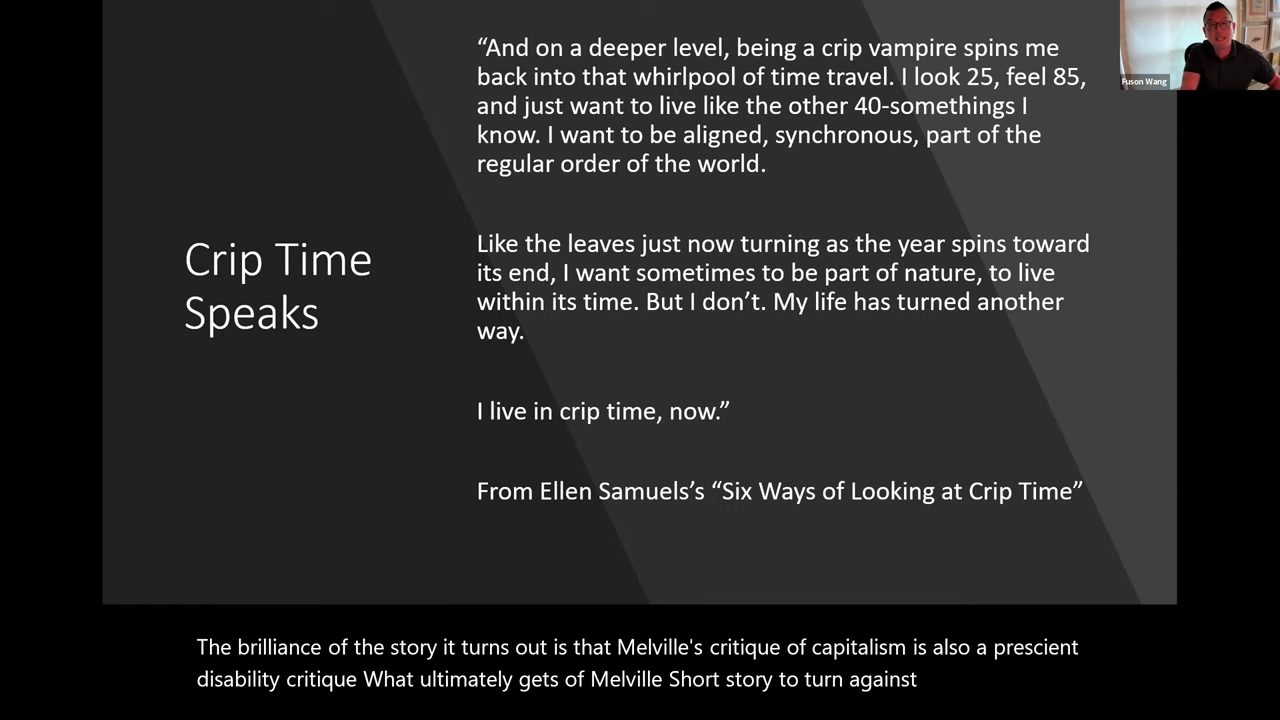 Crip Time
Speaks
“And on a deeper level, being a crip vampire spins me
back into that whirlpool of time travel. I look 25, feel 85,
and just want to live like the other 40-somethings I
know. I want to be aligned, synchronous, part of the
regular order of the world.
Like the leaves just now turning as the year spins toward
its end, I want sometimes to be part of nature, to live
within its time. But I don’t. My life has turned another
way.
I live in crip time, now.”
From Ellen Samuels’s “Six Ways of Looking at Crip Time”
Fuson Wang
The brilliance of the story it turns out is that Melville's critique of capitalism is also a prescient
disability critique What ultimately gets of Melville Short story to turn against